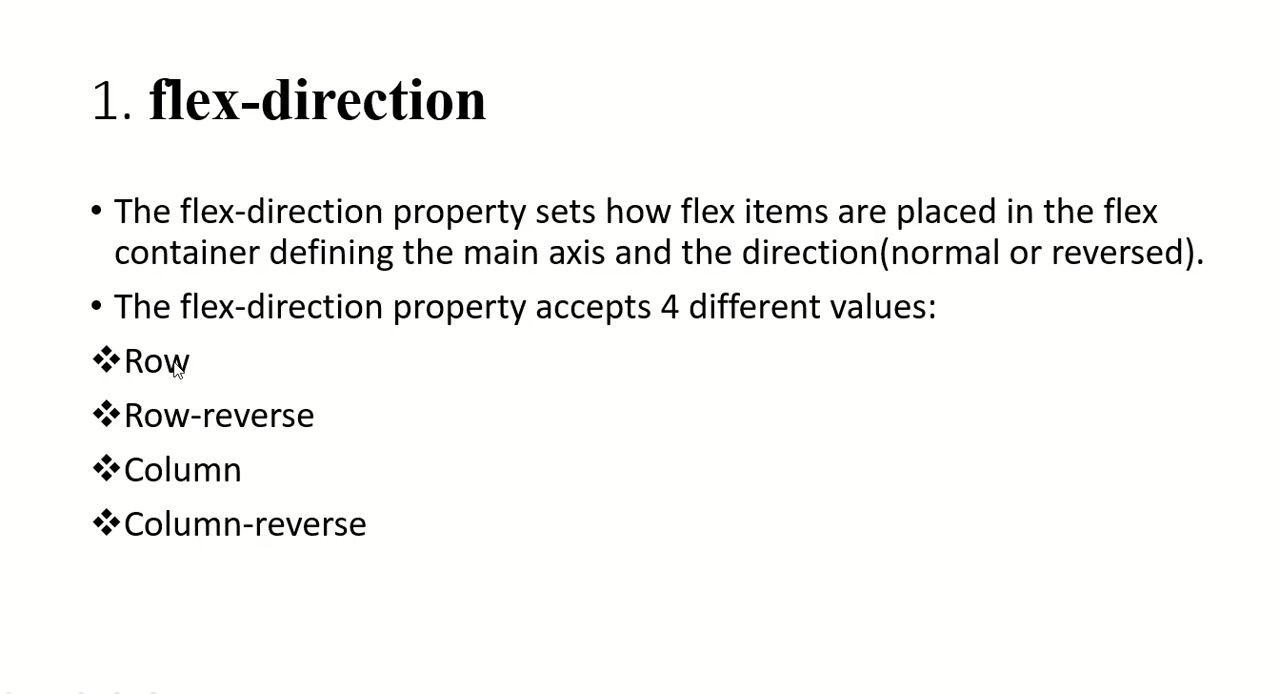 1. flex-direction
• The flex-direction property sets how flex items are placed in the flex
container defining the main axis and the direction(normal or reversed).
• The flex-direction property accepts 4 different values:
❖Row
❖Row-reverse
❖Column
❖Column-reverse